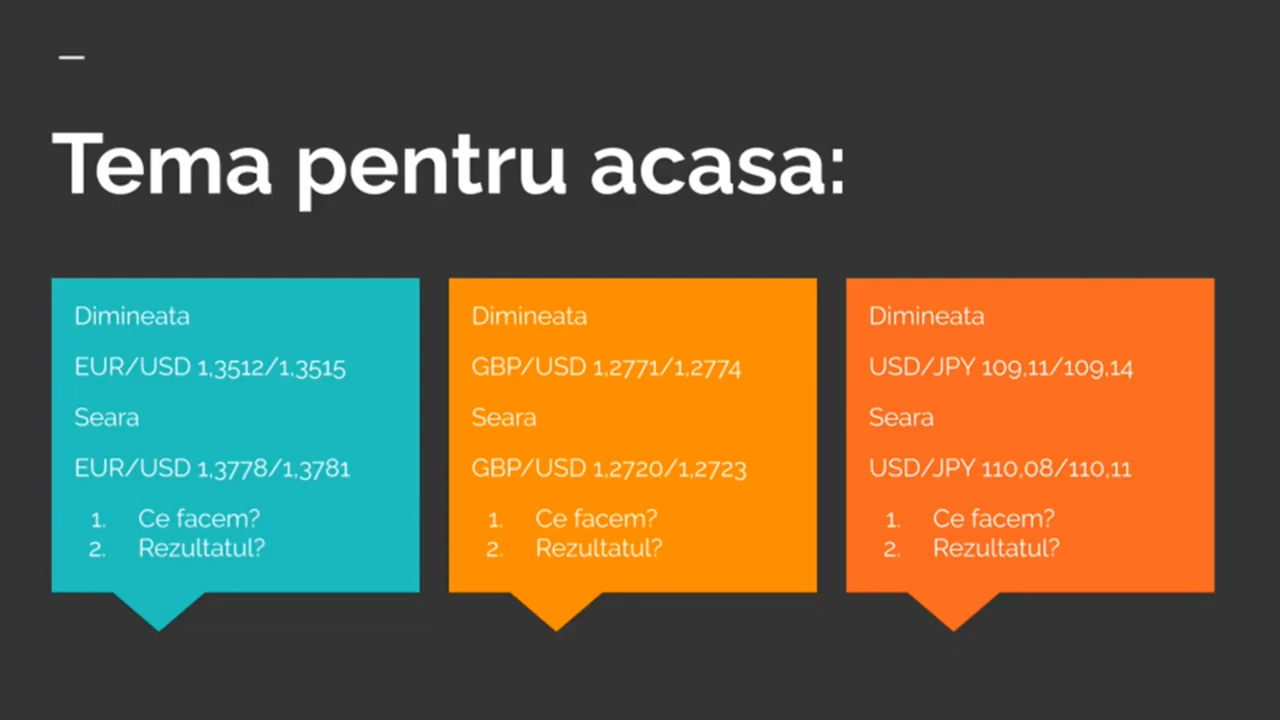 Tema pentru acasa:
Dimineata
EUR/USD 1,3512/1,3515
Seara
EUR/USD 1,3778/1,3781
1. Ce facem?
2. Rezultatul?
Dimineata
GBP/USD 1,2771/1,2774
Seara
GBP/USD 1,2720/1,2723
1. Ce facem?
2. Rezultatul?
Dimineata
USD/JPY 109,11/109,14
Seara
USD/JPY 110,08/110,11
1. Ce facem?
2. Rezultatul?